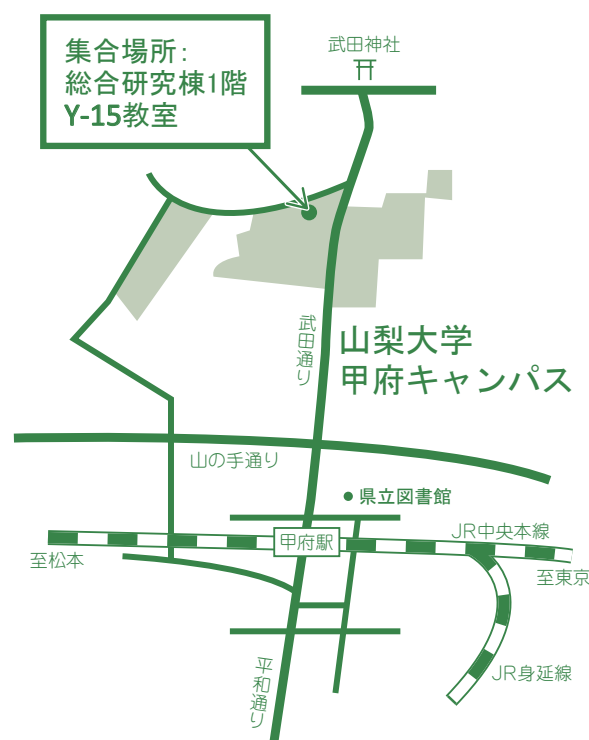 集合場所：
総合研究棟1階
Y-15教室
武田神社
武田通り
山梨大学
甲府キャンパス
山の手通り
県立図書館
JR中央本線
甲府駅
至松本
至東京
JR身延線
平和通り